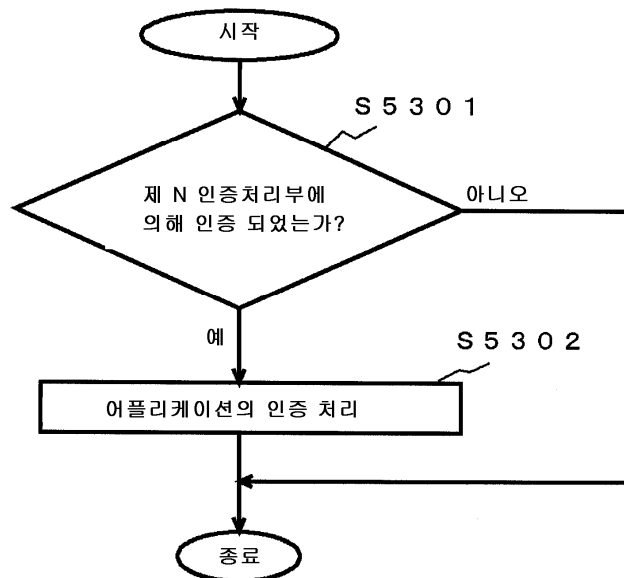 시작
S5301
제 N 인증처리부에
의해 인증 되었는가?
아니오
예
S5302
어플리케이션의 인증 처리
종료